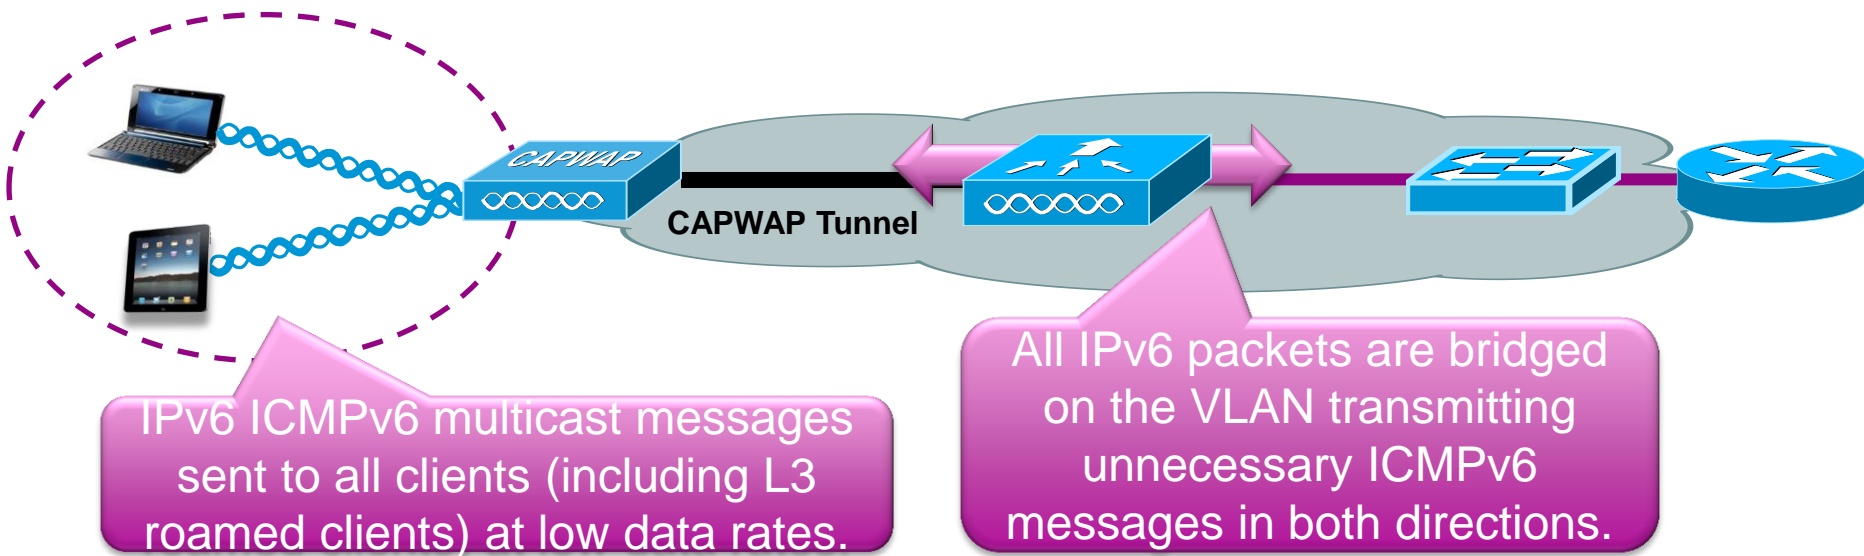 CAPWAP
CAPWAP Tunnel
IPv6 ICMPv6 multicast messages
sent to all clients (including L3
roamed clients) at low data rates.
All IPv6 packets are bridged
on the VLAN transmitting
unnecessary ICMPv6
messages in both directions.